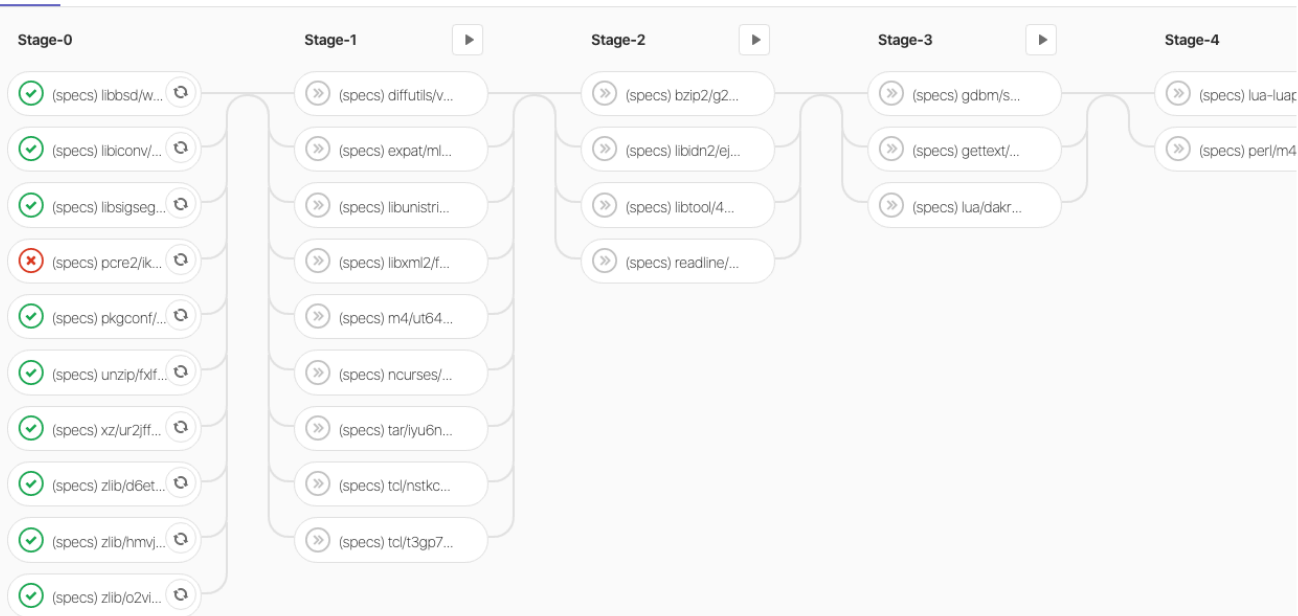 Stage-0
(specs) libbsd/w...
(specs) libiconv/...
(specs) libsigseg...
(specs) pcre2/ik...
(specs) pkgconf/...
(specs) unzip/fxlf...
(specs) xz/ur2jff...
(specs) zlib/d6et...
(specs) zlib/hmvj...
(specs) zlib/o2vi...
Stage-1
(specs) diffutils/v...
(specs) expat/ml...
(specs) libunistri...
(specs) libxml2/f...
(specs) m4/ut64...
(specs) ncurses/...
(specs) tar/iyu6n...
(specs) tcl/nstkc...
(specs) tcl/t3gp7...
Stage-2
(specs) bzip2/g2...
(specs) libidn2/ej...
(specs) libtool/4...
(specs) readline/...
Stage-3
(specs) gdbm/s...
(specs) gettext/...
(specs) lua/dakr...
Stage-4
(specs) lua-luap
(specs) perl/m4